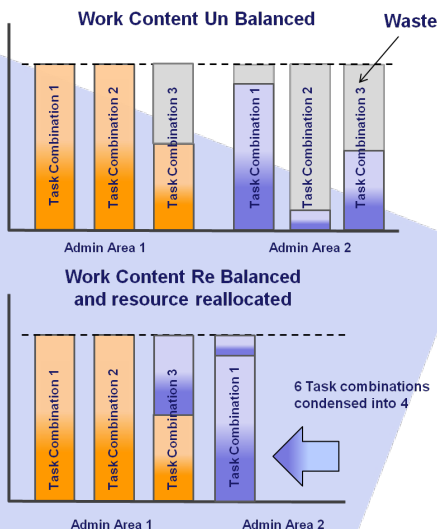 Work Content Un Balanced
Waste
Task Combination 1
Task Combination 2
Task Combination 3
Task Combination 1
Task Combination 2
Task Combination 3
Admin Area 1
Admin Area 2
Work Content Re Balanced
and resource reallocated
Task Combination 1
Task Combination 2
Task Combination 3
Task Combination 1
6 Task combinations
condensed into 4
Admin Area 1
Admin Area 2